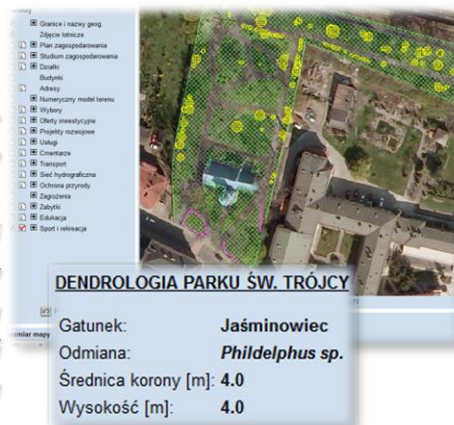 Granice i nazwy geog.
Zdjęcie lotnicze
Plan zagospodarowania
Studium zagospodarowania
Działki
Budynki
Adresy
Numeryczny model terenu
Wybory
Oferty inwestycyjne
Projekty rozwojowe
Usługi
Cmentarze
Transport
Sieć hydrograficzna
Ochrona przyrody
Zagrożenia
Zabytki
Edukacja
Sport i rekreacja
DENDROLOGIA PARKU ŚW. TRÓJCY
Gatunek: Jaśminowiec
Odmiana: Phildelphus sp.
Średnica korony [m]: 4.0
Wysokość [m]: 4.0